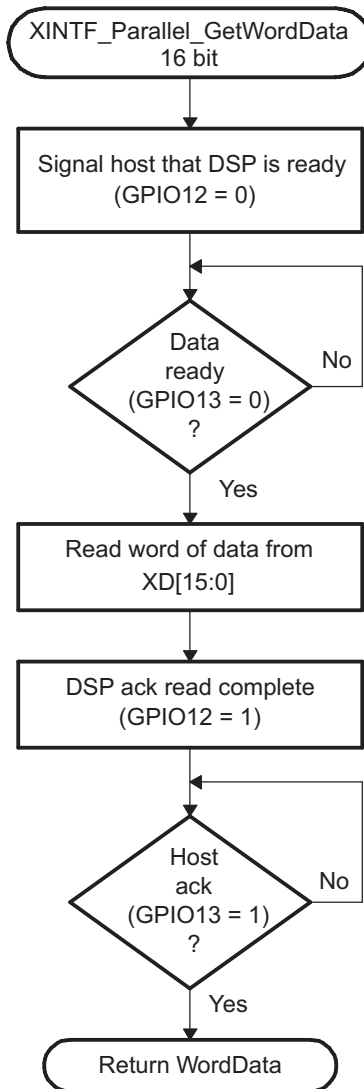 XINTF_Parallel_GetWordData
16 bit
Signal host that DSP is ready
(GPIO12 = 0)
Data
ready
(GPIO13 = 0)
?
No
Yes
Read word of data from
XD[15:0]
DSP ack read complete
(GPIO12 = 1)
Host
ack
(GPIO13 = 1)
?
No
Yes
Return WordData